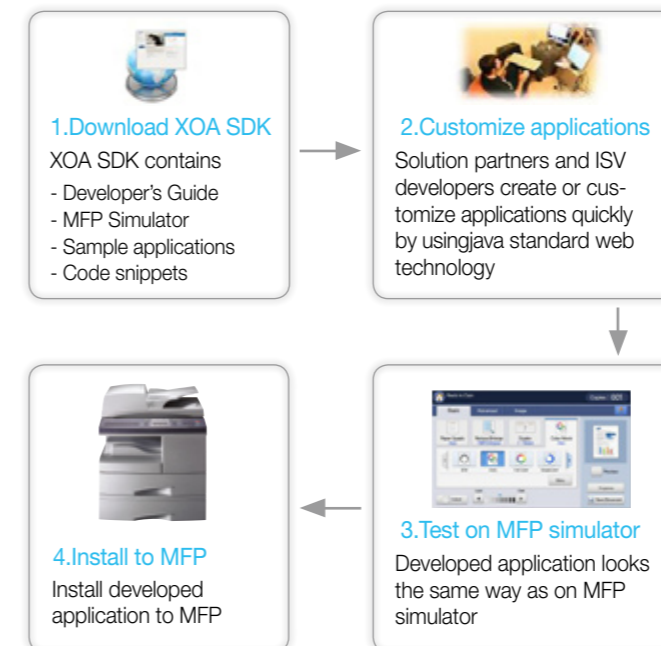 1.Download XOA SDK
XOA SDK contains
- Developer's Guide
- MFP Simulator
- Sample applications
- Code snippets
2.Customize applications
Solution partners and ISV
developers create or cus-
tomize applications quickly
by usingjava standard web
technology
3.Test on MFP simulator
Developed application looks
the same way as on MFP
simulator
4.Install to MFP
Install developed
application to MFP